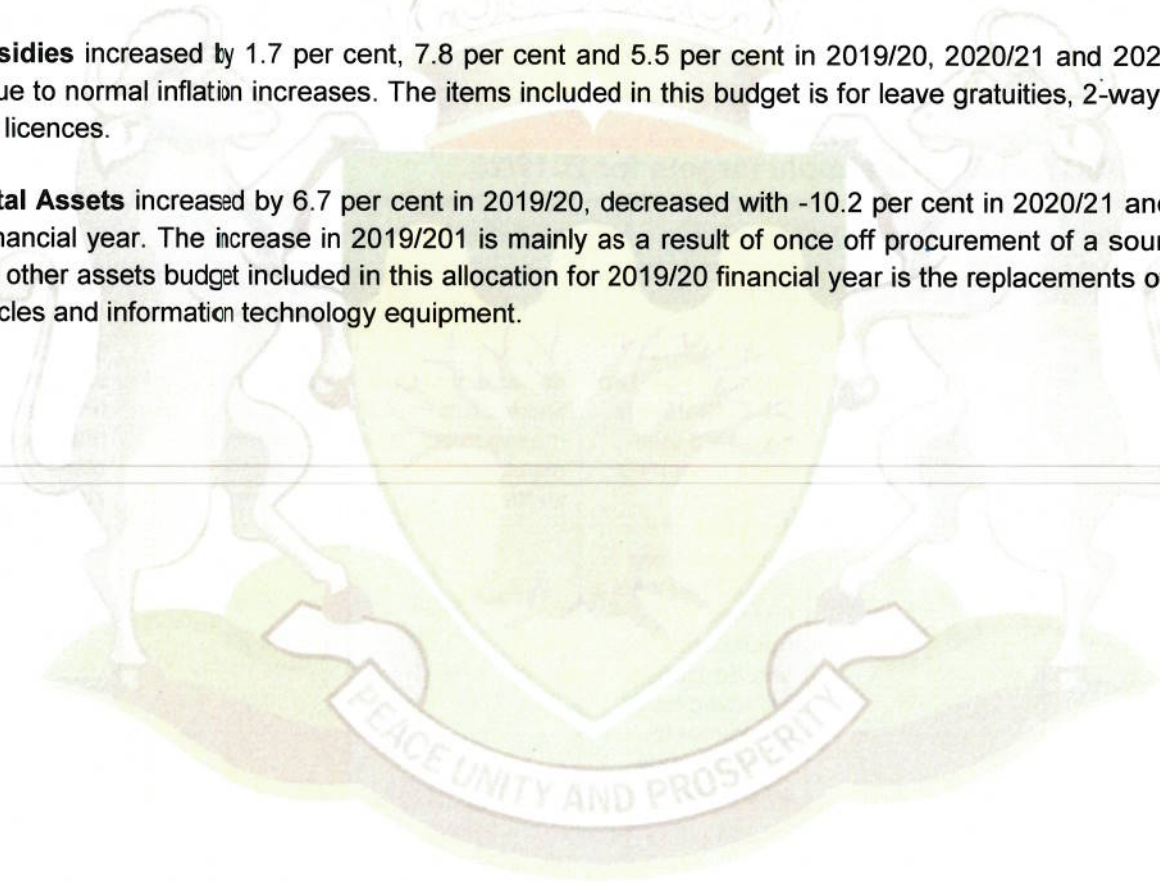 sidies increased by 1.7 per cent, 7.8 per cent and 5.5 per cent in 2019/20, 2020/21 and 202
ue to normal inflation increases. The items included in this budget is for leave gratuities, 2-way
licences.
tal Assets increased by 6.7 per cent in 2019/20, decreased with -10.2 per cent in 2020/21 and
nancial year. The increase in 2019/201 is mainly as a result of once off procurement of a sour
other assets budget included in this allocation for 2019/20 financial year is the replacements o
cles and information technology equipment.
PEACE UNITY AND PROSPERITY